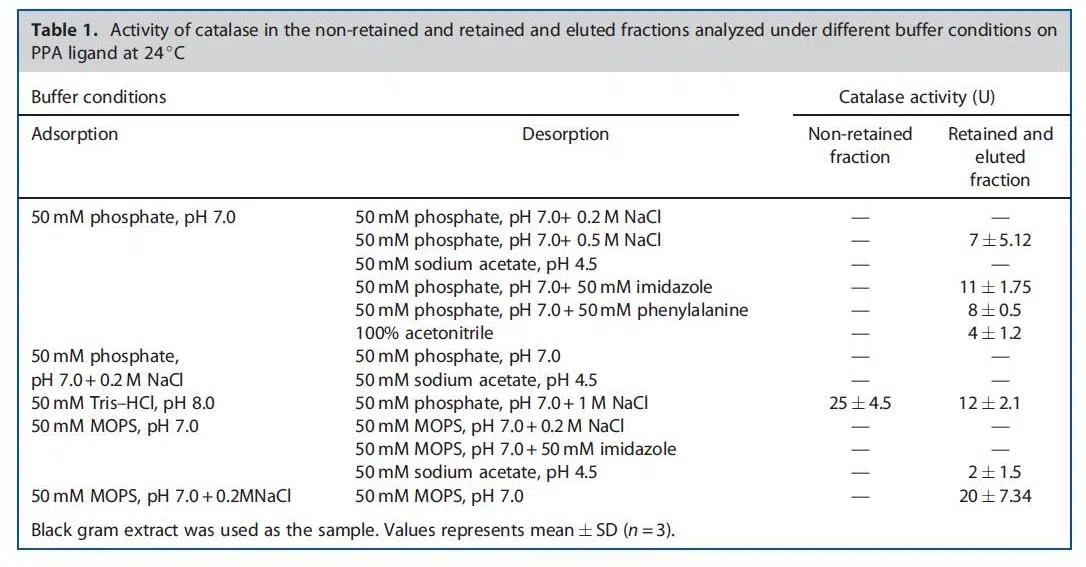 Table 1. Activity of catalase in the non-retained and retained and eluted fractions analyzed under different buffer conditions on
PPA ligand at 24°C
Buffer conditions Catalase activity (U)
Adsorption Desorption Non-retained fraction Retained and eluted fraction
50 mM phosphate, pH 7.0 50 mM phosphate, pH 7.0+ 0.2 M NaCl — —
50 mM phosphate, pH 7.0+ 0.5 M NaCl — 7 ± 5.12
50 mM sodium acetate, pH 4.5 — —
50 mM phosphate, pH 7.0+ 50 mM imidazole — 11 ± 1.75
50 mM phosphate, pH 7.0 + 50 mM phenylalanine — 8 ± 0.5
100% acetonitrile — 4 ± 1.2
50 mM phosphate, 50 mM phosphate, pH 7.0 — —
pH 7.0 + 0.2 M NaCl 50 mM sodium acetate, pH 4.5 — —
50 mM Tris–HCl, pH 8.0 50 mM phosphate, pH 7.0 + 1 M NaCl 25 ± 4.5 12 ± 2.1
50 mM MOPS, pH 7.0 50 mM MOPS, pH 7.0 + 0.2 M NaCl — —
50 mM MOPS, pH 7.0 + 50 mM imidazole — —
50 mM sodium acetate, pH 4.5 — 2 ± 1.5
50 mM MOPS, pH 7.0 + 0.2MNaCl 50 mM MOPS, pH 7.0 — 20 ± 7.34
Black gram extract was used as the sample. Values represents mean ± SD (n = 3).